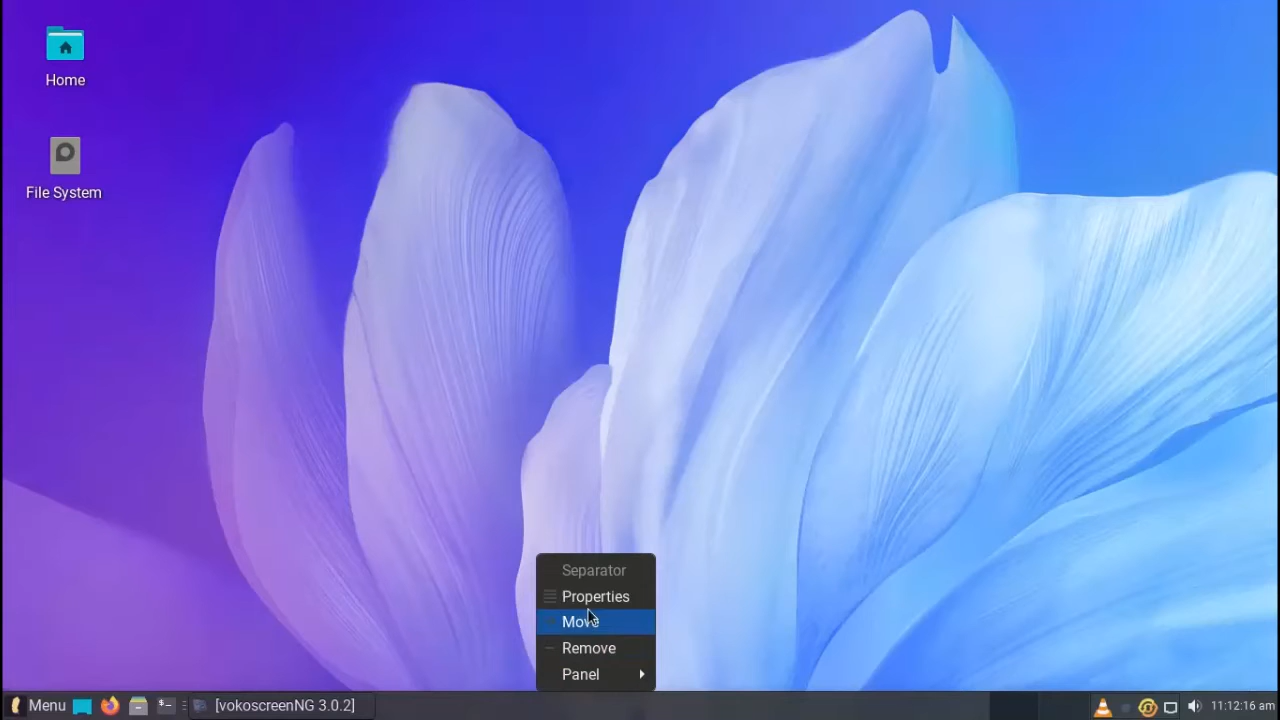 Home
File System
Separator
Properties
Move
Remove
Panel
Menu
[vokoscreenNG 3.0.2]
11:12:16 am